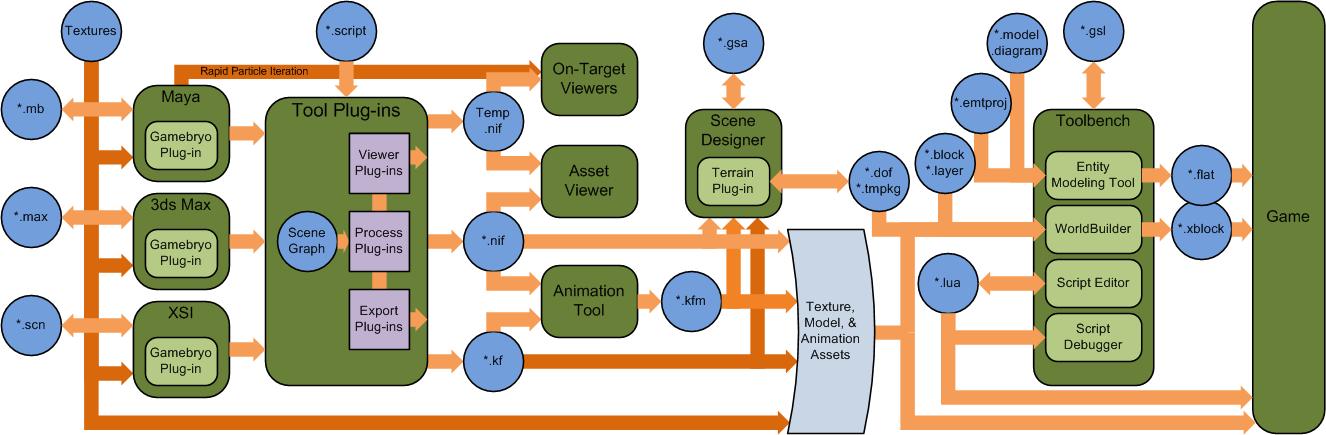 Textures
*.script
*.gsa
*.model
.diagram
*.gsl
Rapid Particle Iteration
On-Target
Viewers
*.mb
Maya
Gamebryo
Plug-in
Tool Plug-ins
Temp
.nif
Scene
Designer
*.emtproj
Toolbench
Viewer
Plug-ins
Asset
Viewer
Terrain
Plug-in
*.dof
*.tmpkg
*.block
*.layer
Entity
Modeling Tool
*.flat
*.max
3ds Max
Gamebryo
Plug-in
Scene
Graph
Process
Plug-ins
*.nif
WorldBuilder
*.xblock
Game
*.scn
XSI
Gamebryo
Plug-in
Export
Plug-ins
Animation
Tool
*.kfm
*.kf
Texture,
Model, &
Animation
Assets
*.lua
Script Editor
Script
Debugger